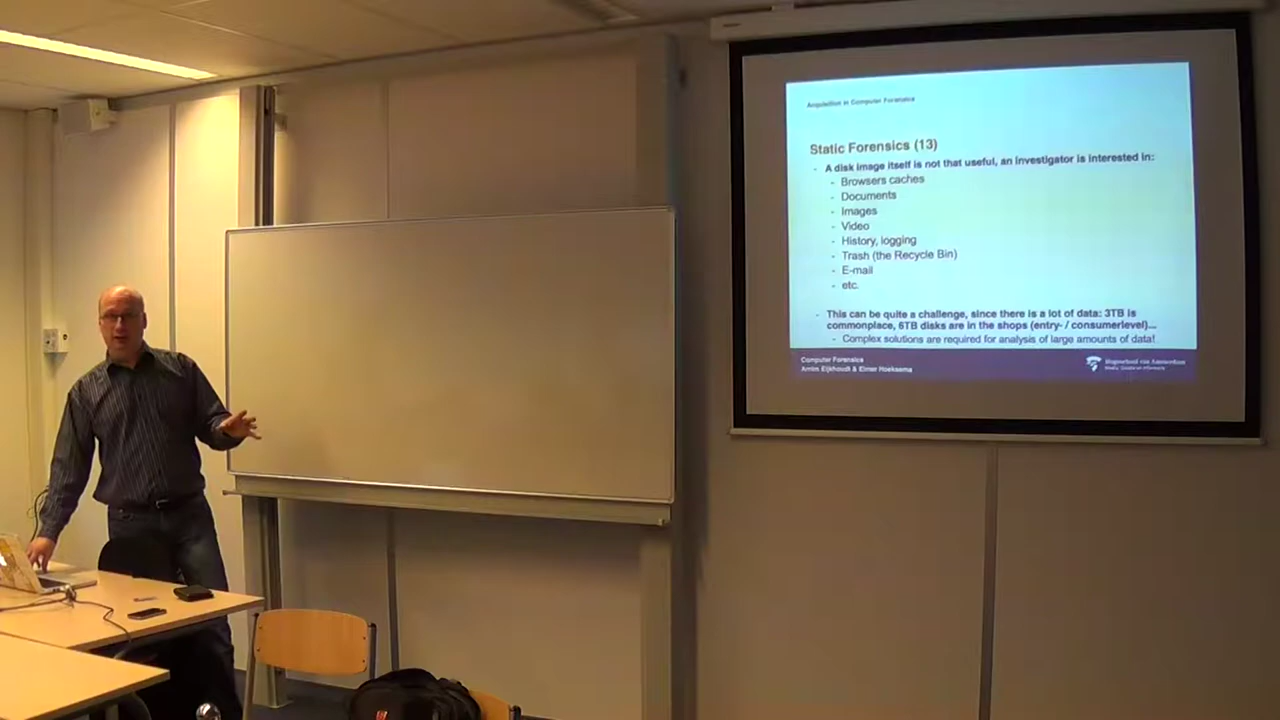 Acquisition in Computer Forensics
Static Forensics (13)
- A disk image itself is not that useful, an investigator is interested in:
- Browsers caches
- Documents
- Images
- Video
- History, logging
- Trash (the Recycle Bin)
- E-mail
- etc.
- This can be quite a challenge, since there is a lot of data: 3TB is
commonplace, 6TB disks are in the shops (entry- / consumerlevel)...
- Complex solutions are required for analysis of large amounts of data!
Computer Forensics
Arnim Eijkhoudt & Elmer Hoeksema
Hogeschool van Amsterdam